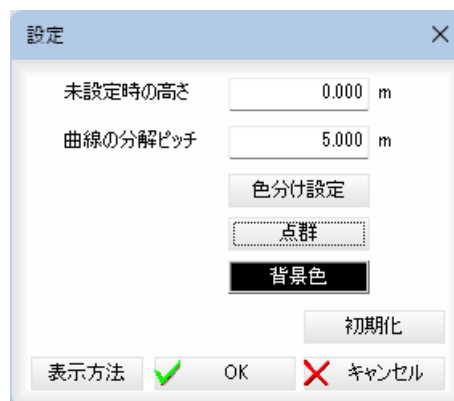 設定
未設定時の高さ 0.000 m
曲線の分解ピッチ 5.000 m
色分け設定
点群
背景色
初期化
表示方法 OK キャンセル